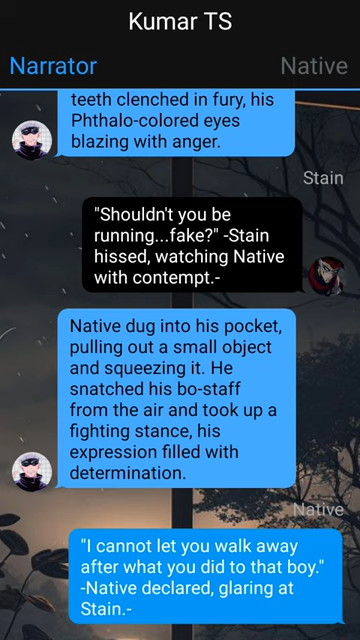 Kumar TS
Narrator
Native
teeth clenched in fury, his
Phthalo-colored eyes
blazing with anger.
Stain
"Shouldn't you be
running...fake?" -Stain
hissed, watching Native
with contempt.-
Native dug into his pocket,
pulling out a small object
and squeezing it. He
snatched his bo-staff
from the air and took up a
fighting stance, his
expression filled with
determination.
Native
"I cannot let you walk away
after what you did to that boy."
-Native declared, glaring at
Stain.-